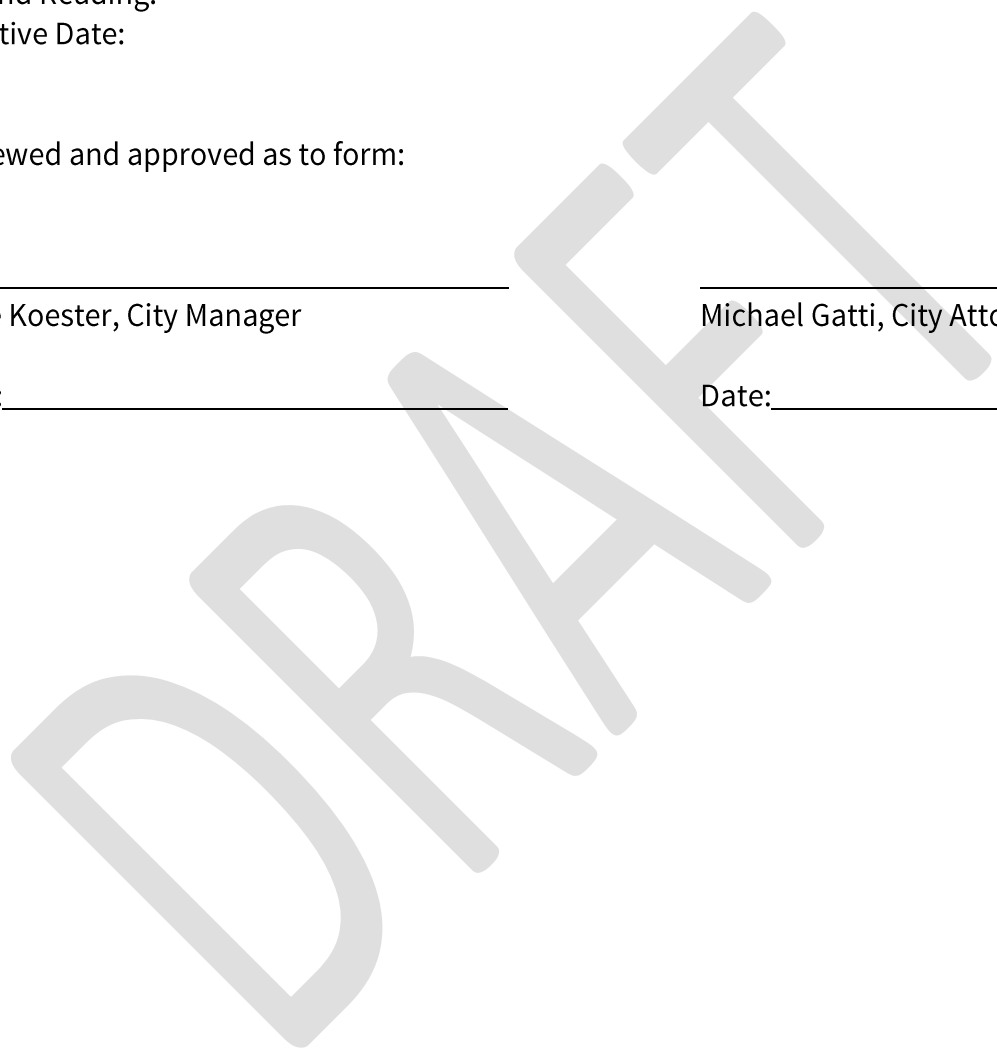 nd Reading:
tive Date:
ewed and approved as to form:
Koester, City Manager
Michael Gatti, City Atto
Date:
DRAFT